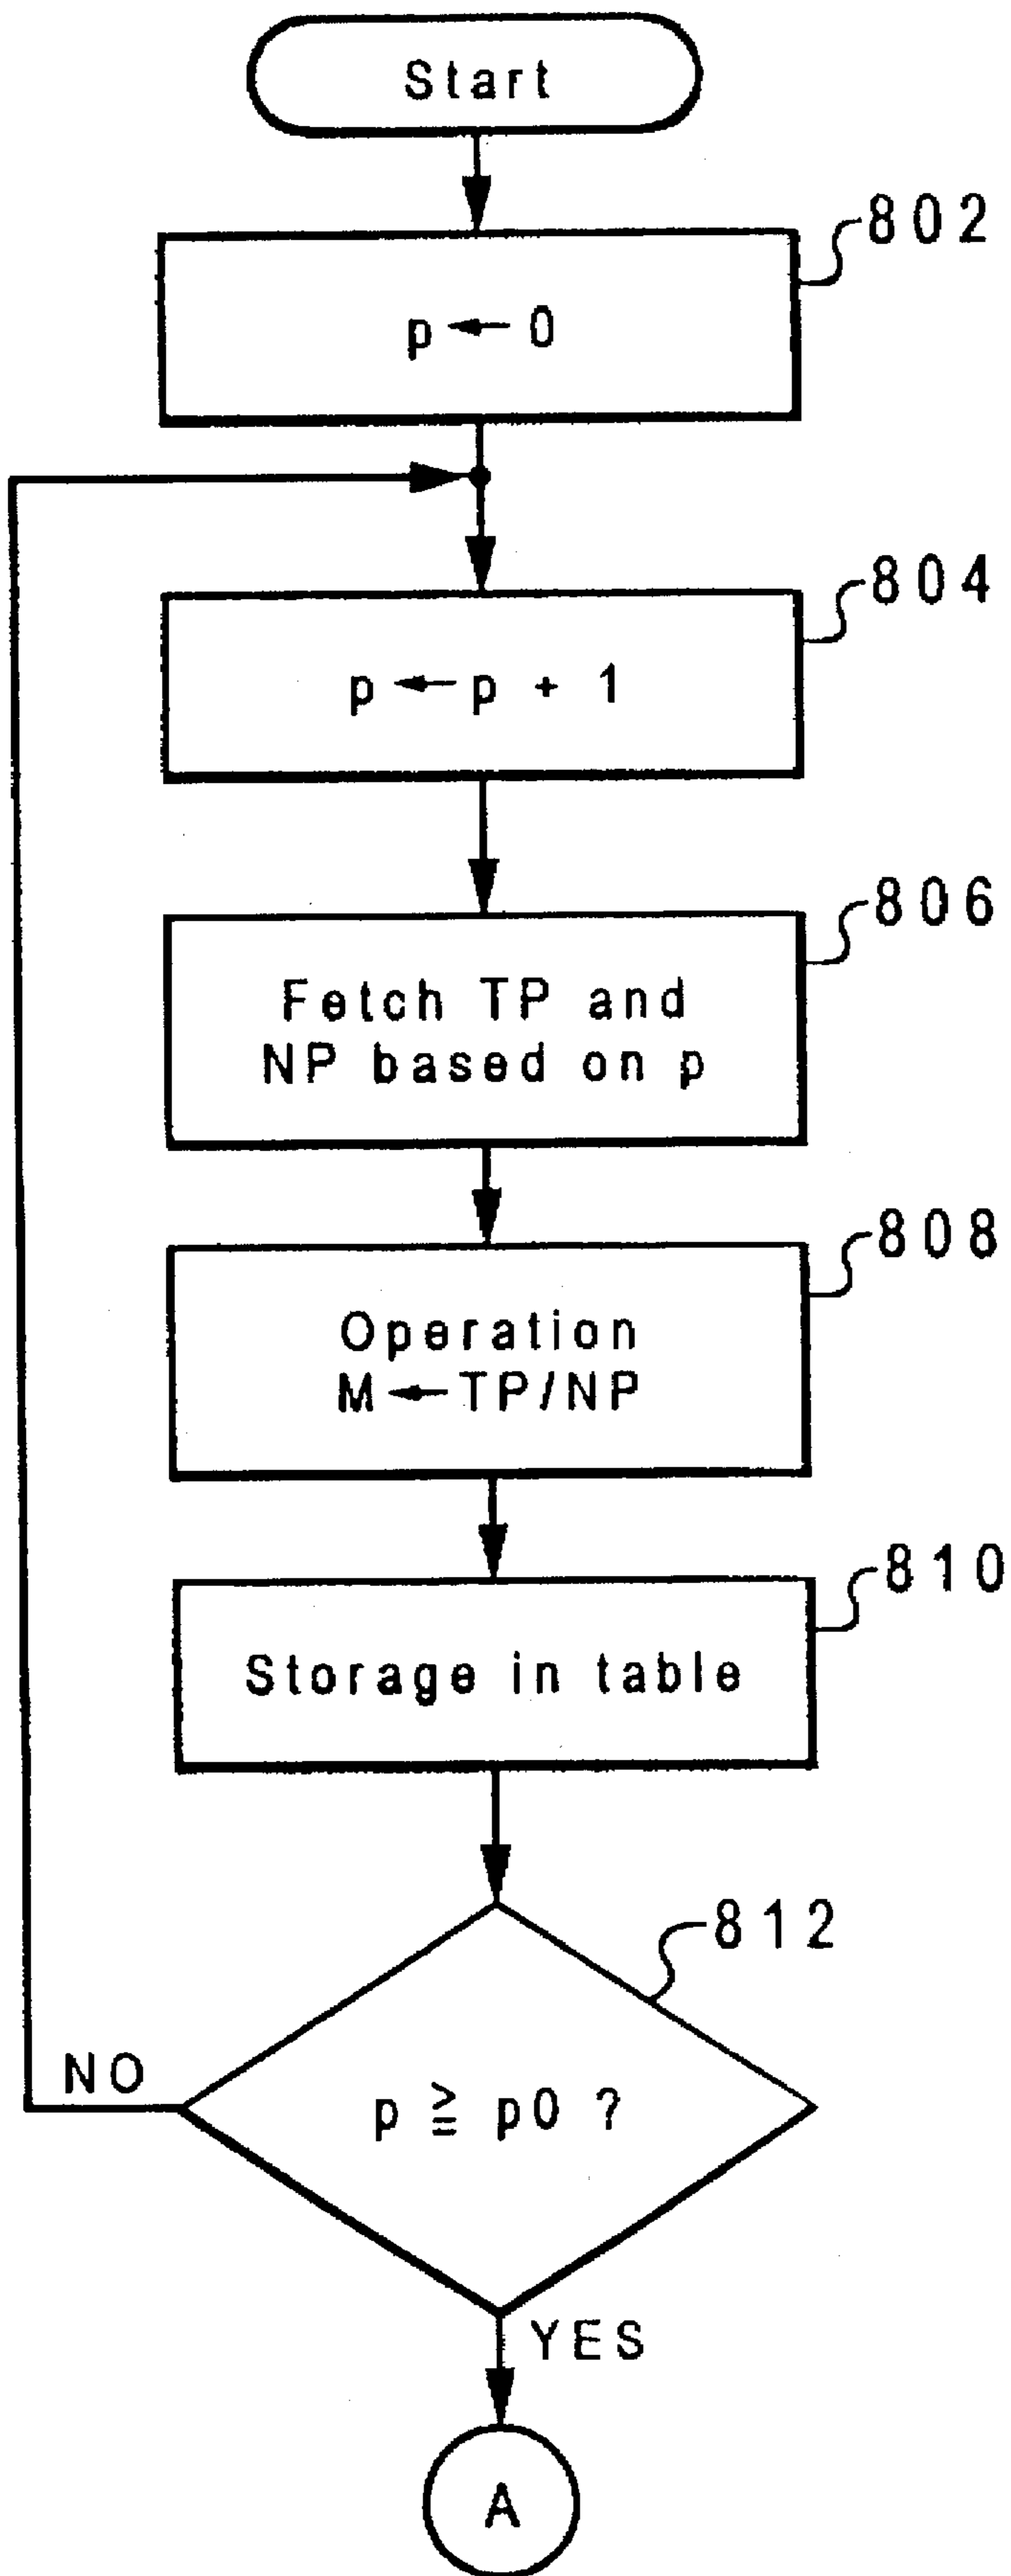 Start
802
p ← 0
804
p ← p + 1
806
Fetch TP and
NP based on p
808
Operation
M ← TP/NP
810
Storage in table
812
NO
p ≧ p0 ?
YES
A